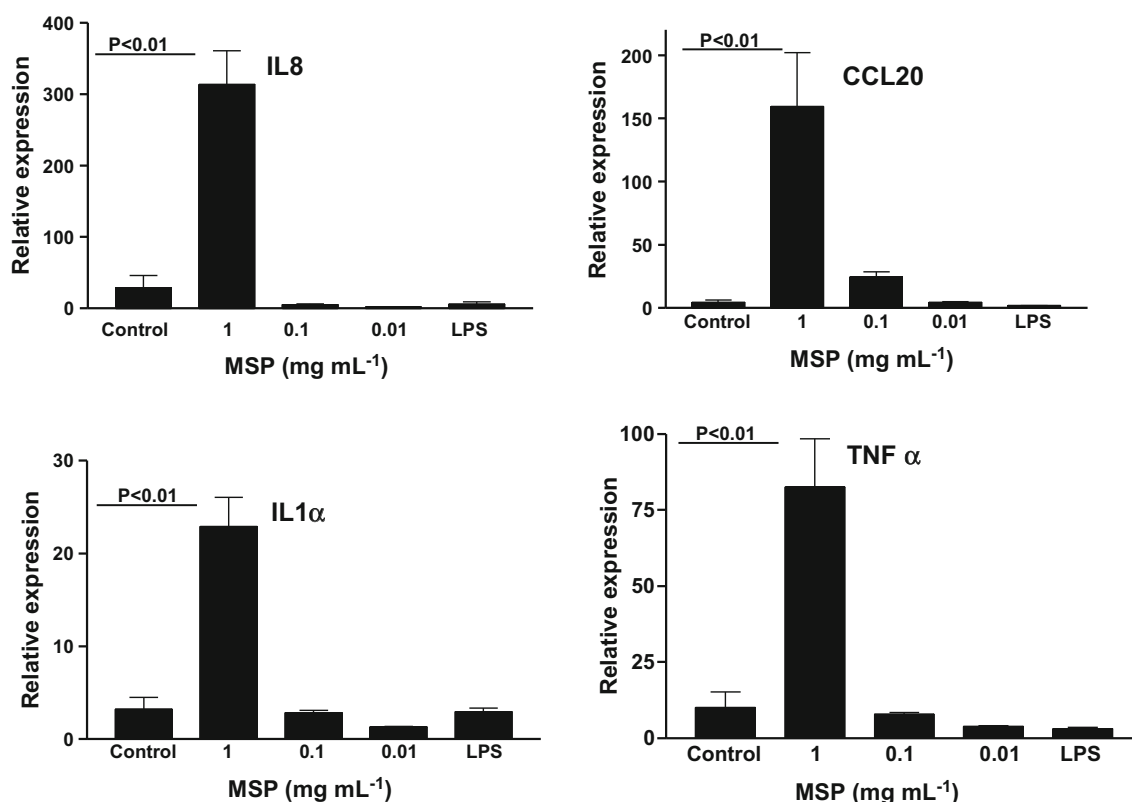 400
P<0.01
IL8
300
200
100
0
Relative expression
Control 1 0.1 0.01 LPS
MSP (mg mL-1)
200
P<0.01
CCL20
150
100
50
0
Relative expression
Control 1 0.1 0.01 LPS
MSP (mg mL-1)
30
P<0.01
IL1α
20
10
0
Relative expression
Control 1 0.1 0.01 LPS
MSP (mg mL-1)
100
P<0.01
TNF α
75
50
25
0
Relative expression
Control 1 0.1 0.01 LPS
MSP (mg mL-1)